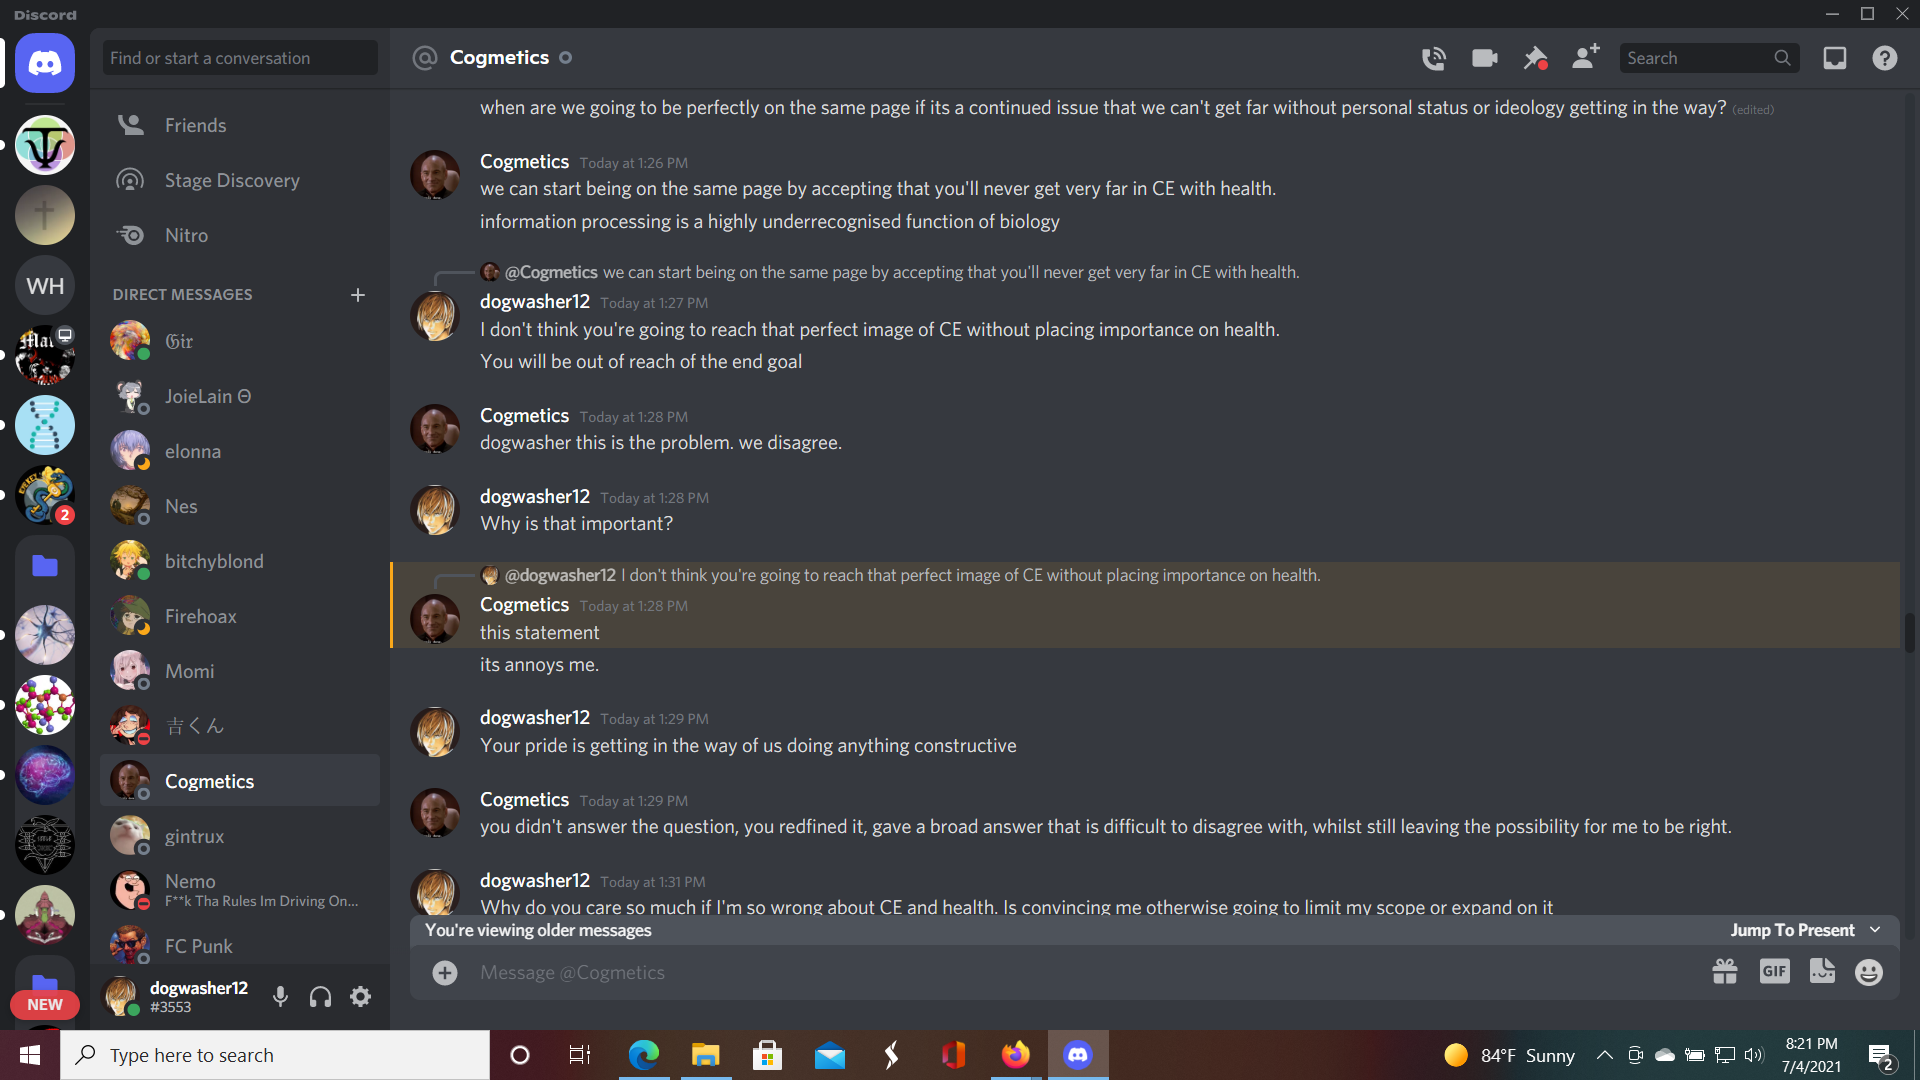 Discord
Find or start a conversation
Friends
Stage Discovery
Nitro
DIRECT MESSAGES
𝔊𝔦𝔯
JoieLain Θ
elonna
Nes
bitchyblond
Firehoax
Momi
吉くん
Cogmetics
gintrux
Nemo
F**k Tha Rules Im Driving On...
FC Punk
dogwasher12
#3553
WH
2
NEW
Cogmetics
Search
when are we going to be perfectly on the same page if its a continued issue that we can't get far without personal status or ideology getting in the way? (edited)
Cogmetics Today at 1:26 PM
we can start being on the same page by accepting that you'll never get very far in CE with health.
information processing is a highly underrecognised function of biology
@Cogmetics we can start being on the same page by accepting that you'll never get very far in CE with health.
dogwasher12 Today at 1:27 PM
I don't think you're going to reach that perfect image of CE without placing importance on health.
You will be out of reach of the end goal
Cogmetics Today at 1:28 PM
dogwasher this is the problem. we disagree.
dogwasher12 Today at 1:28 PM
Why is that important?
@dogwasher12 I don't think you're going to reach that perfect image of CE without placing importance on health.
Cogmetics Today at 1:28 PM
this statement
its annoys me.
dogwasher12 Today at 1:29 PM
Your pride is getting in the way of us doing anything constructive
Cogmetics Today at 1:29 PM
you didn't answer the question, you redfined it, gave a broad answer that is difficult to disagree with, whilst still leaving the possibility for me to be right.
dogwasher12 Today at 1:31 PM
Why do you care so much if I'm so wrong about CE and health. Is convincing me otherwise going to limit my scope or expand on it
You're viewing older messages
Jump To Present
Message @Cogmetics
GIF
Type here to search
84°F Sunny
8:21 PM
7/4/2021
2